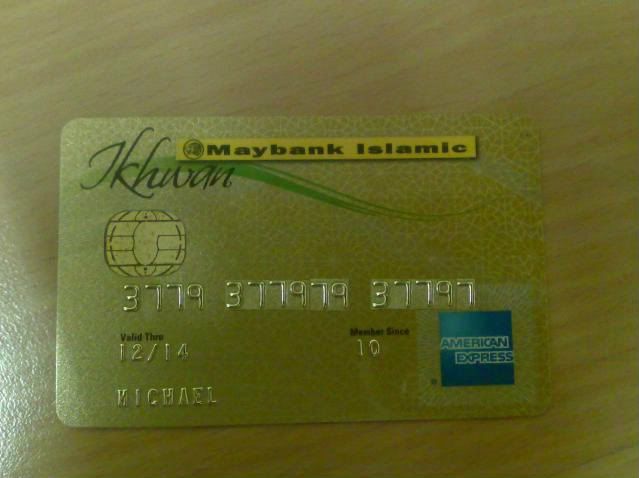 Ikhwan Maybank Islamic
3779 377979 37797
Valid Thru Member Since
12/14 10
AMERICAN
EXPRESS
®
MICHAEL